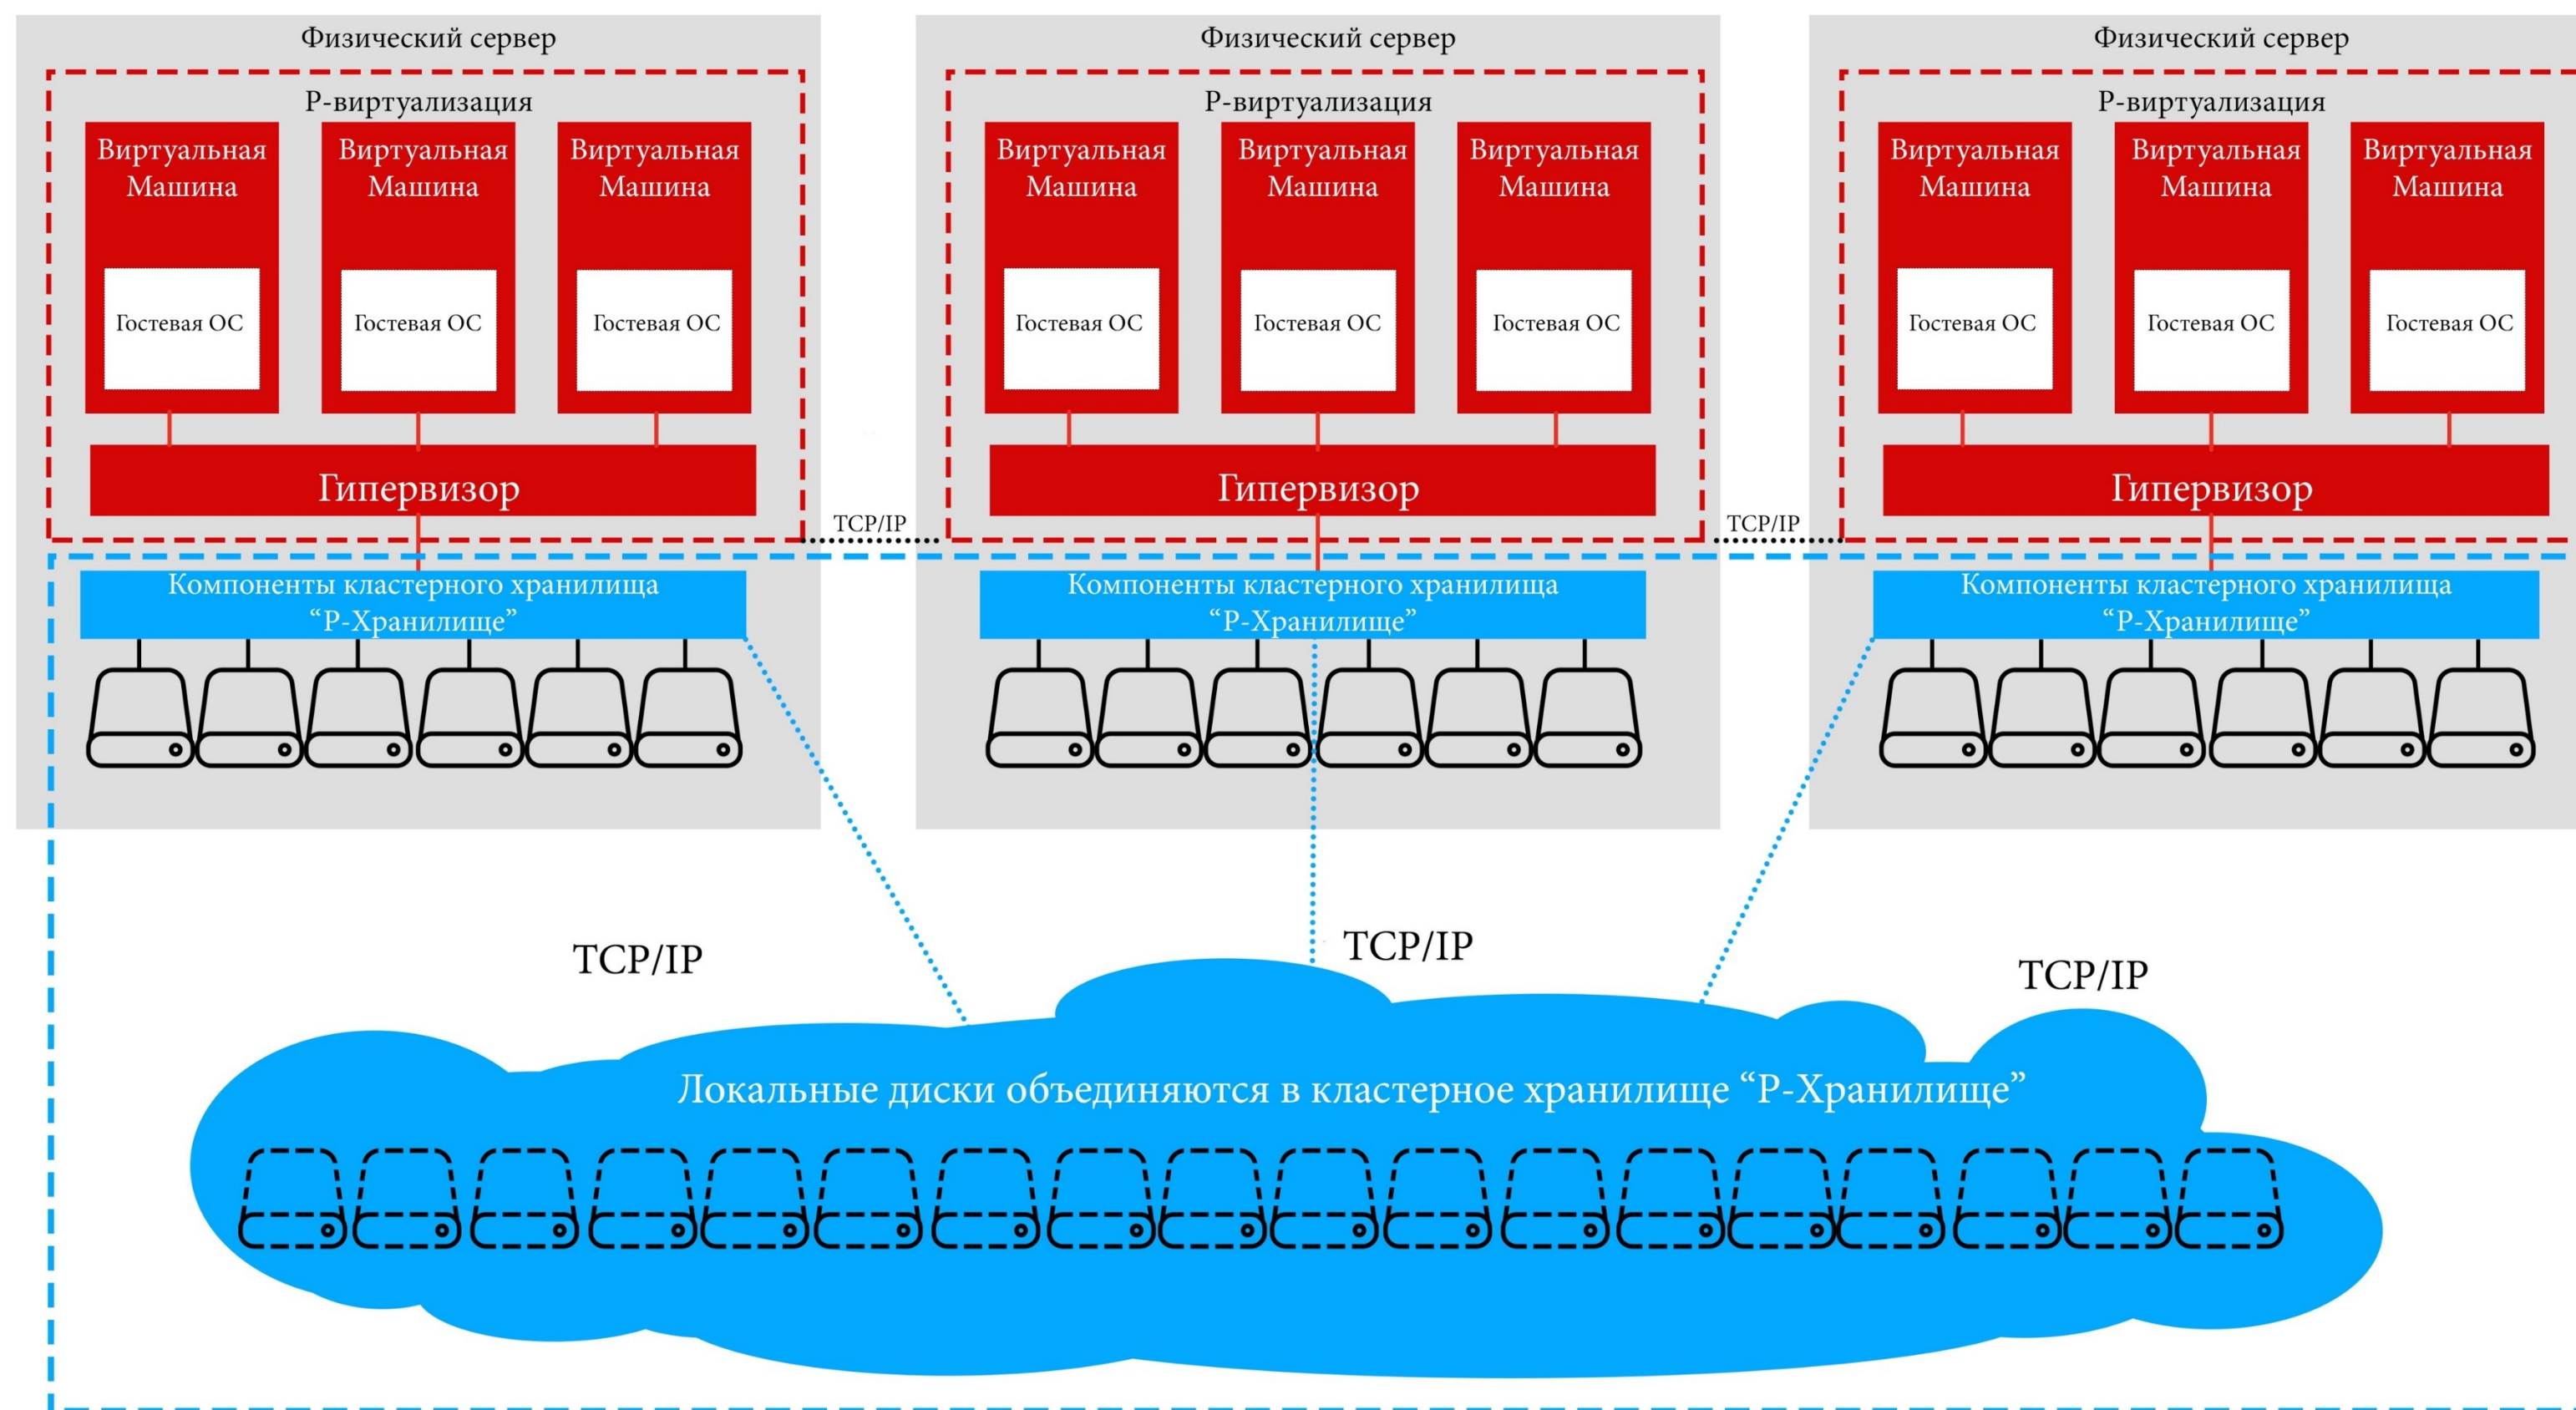 Физический сервер
Р-виртуализация
Виртуальная
Машина
Виртуальная
Машина
Виртуальная
Машина
Гостевая ОС
Гостевая ОС
Гостевая ОС
Гипервизор
Компоненты кластерного хранилища
“Р-Хранилище”
TCP/IP
Физический сервер
Р-виртуализация
Виртуальная
Машина
Виртуальная
Машина
Виртуальная
Машина
Гостевая ОС
Гостевая ОС
Гостевая ОС
Гипервизор
Компоненты кластерного хранилища
“Р-Хранилище”
TCP/IP
Физический сервер
Р-виртуализация
Виртуальная
Машина
Виртуальная
Машина
Виртуальная
Машина
Гостевая ОС
Гостевая ОС
Гостевая ОС
Гипервизор
Компоненты кластерного хранилища
“Р-Хранилище”
TCP/IP
TCP/IP
TCP/IP
Локальные диски объединяются в кластерное хранилище “Р-Хранилище”